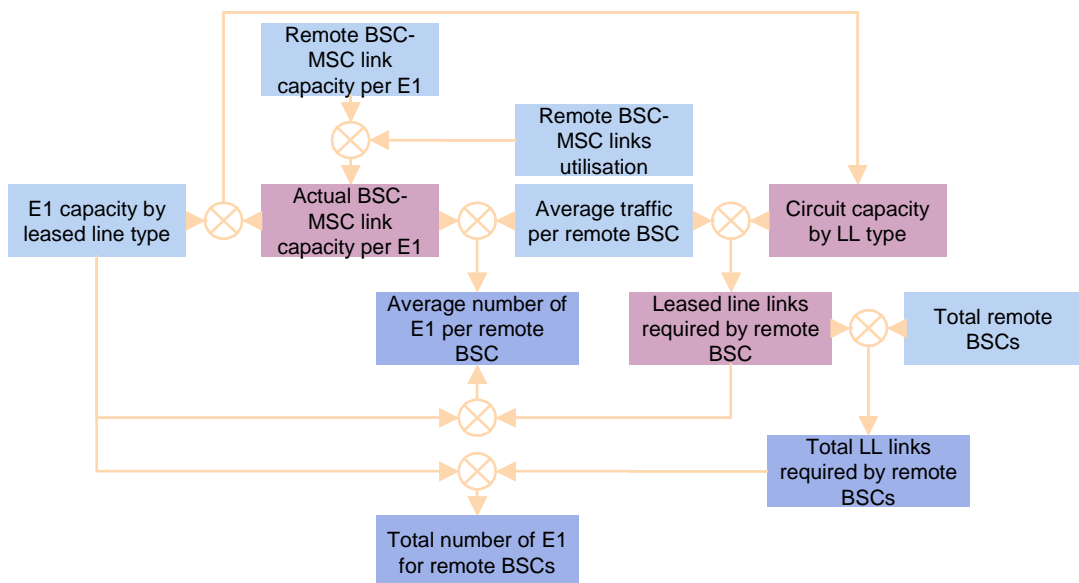 Remote BSC-
MSC link
capacity per E1
Remote BSC-
MSC links
utilisation
E1 capacity by
leased line type
Actual BSC-
MSC link
capacity per E1
Average traffic
per remote BSC
Circuit capacity
by LL type
Average number of
E1 per remote
BSC
Leased line links
required by remote
BSC
Total remote
BSCs
Total LL links
required by remote
BSCs
Total number of E1
for remote BSCs